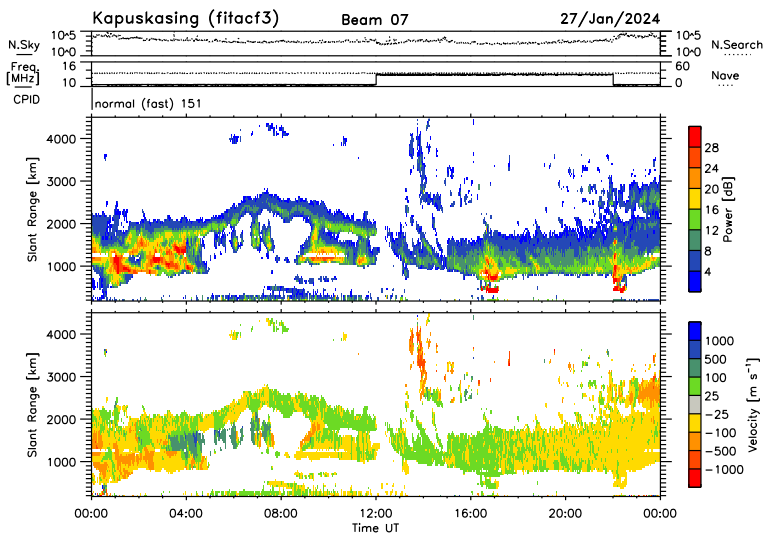 Kapuskasing (fitacf3) Beam 07 27/Jan/2024
N.Sky 10^5 10^5 N.Search
10^0 10^0
Freq. 16 60 Nave
[MHz] 10 0
CPID normal (fast) 151
Slant Range [km]
4000
3000
2000
1000
Power [dB]
28
24
20
16
12
8
4
Slant Range [km]
4000
3000
2000
1000
Velocity [m s⁻¹]
1000
500
100
25
−25
−100
−500
−1000
00:00 04:00 08:00 12:00 16:00 20:00 00:00
Time UT